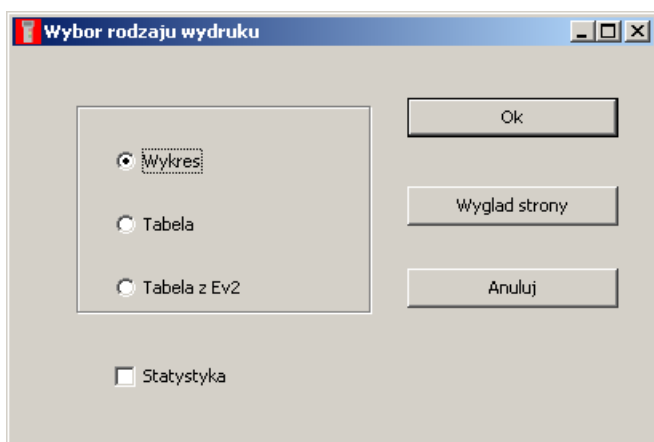 Wybor rodzaju wydruku
Wykres
Tabela
Tabela z Ev2
Statystyka
Ok
Wyglad strony
Anuluj